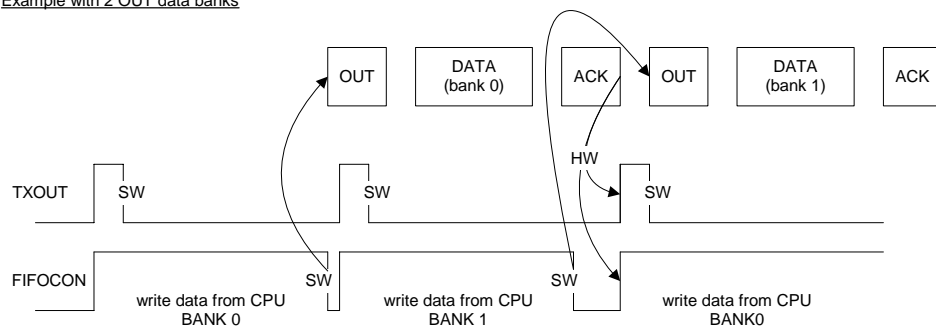 Example with 2 OUT data banks
OUT
DATA
(bank 0)
ACK
OUT
DATA
(bank 1)
ACK
HW
TXOUT
SW
SW
SW
FIFOCON
SW
SW
write data from CPU
BANK 0
write data from CPU
BANK 1
write data from CPU
BANK0